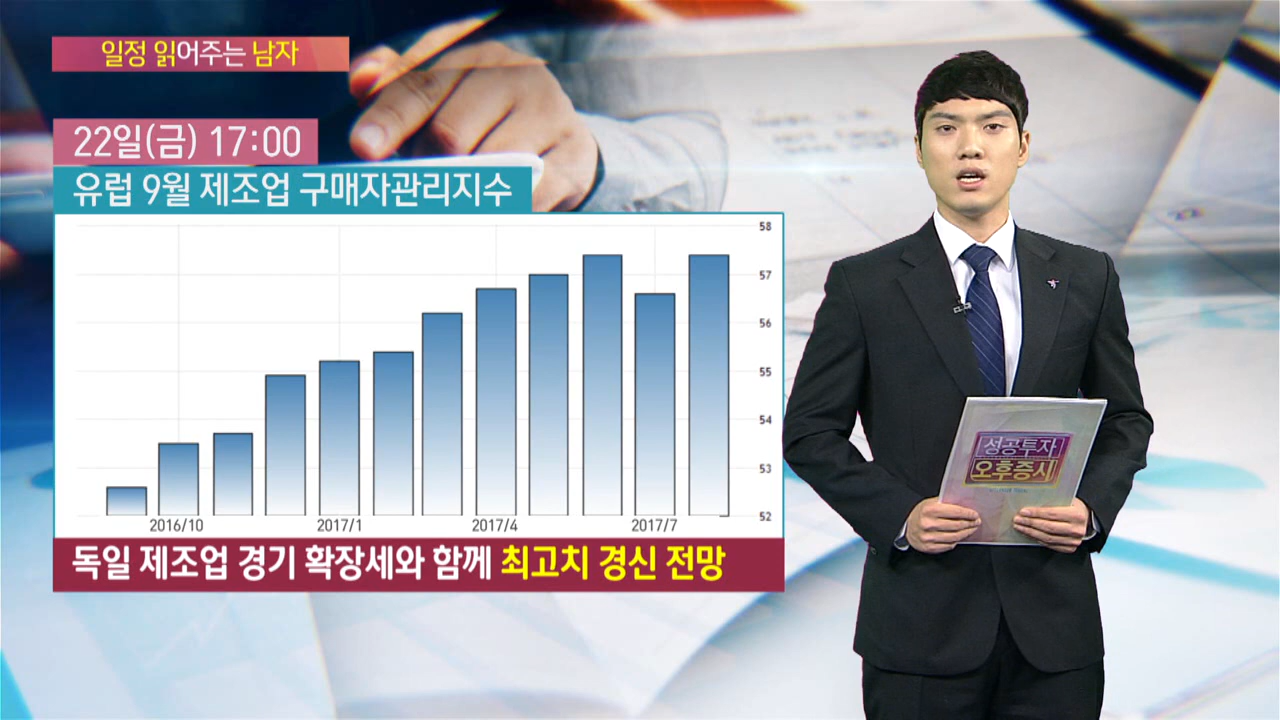 일정 읽어주는 남자
22일(금) 17:00
유럽 9월 제조업 구매자관리지수
58
57
56
55
54
53
52
2016/10 2017/1 2017/4 2017/7
독일 제조업 경기 확장세와 함께 최고치 경신 전망
성공투자
오후증시